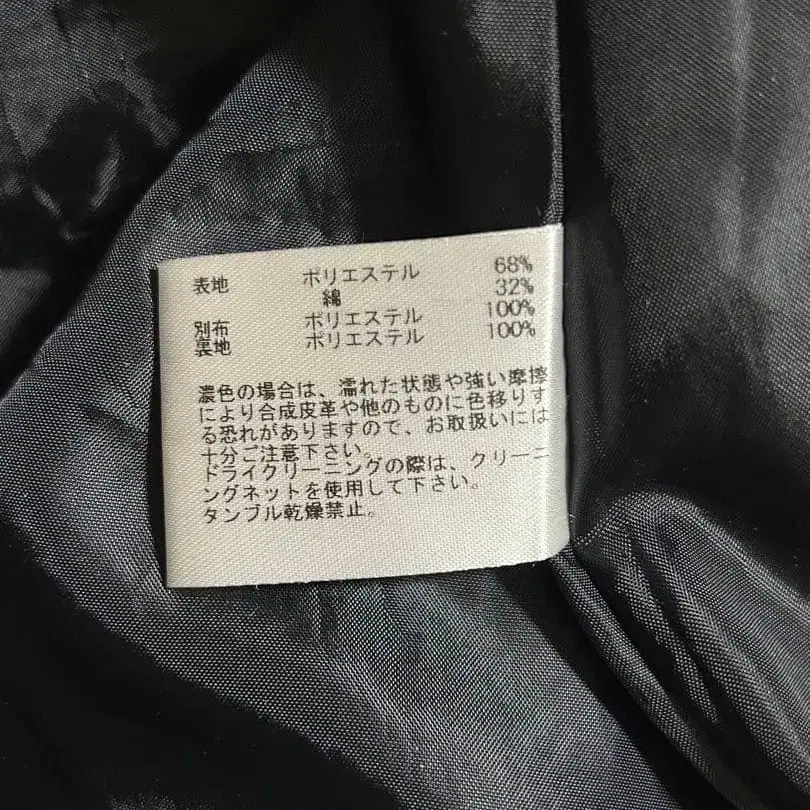 表地 ポリエステル 68%
綿 32%
別布 ポリエステル 100%
裏地 ポリエステル 100%
濃色の場合は、濡れた状態や強い摩擦
により合成皮革や他のものに色移りす
る恐れがありますので、お取扱いには
十分ご注意下さい。
ドライクリーニングの際は、クリーニ
ングネットを使用して下さい。
タンブル乾燥禁止。